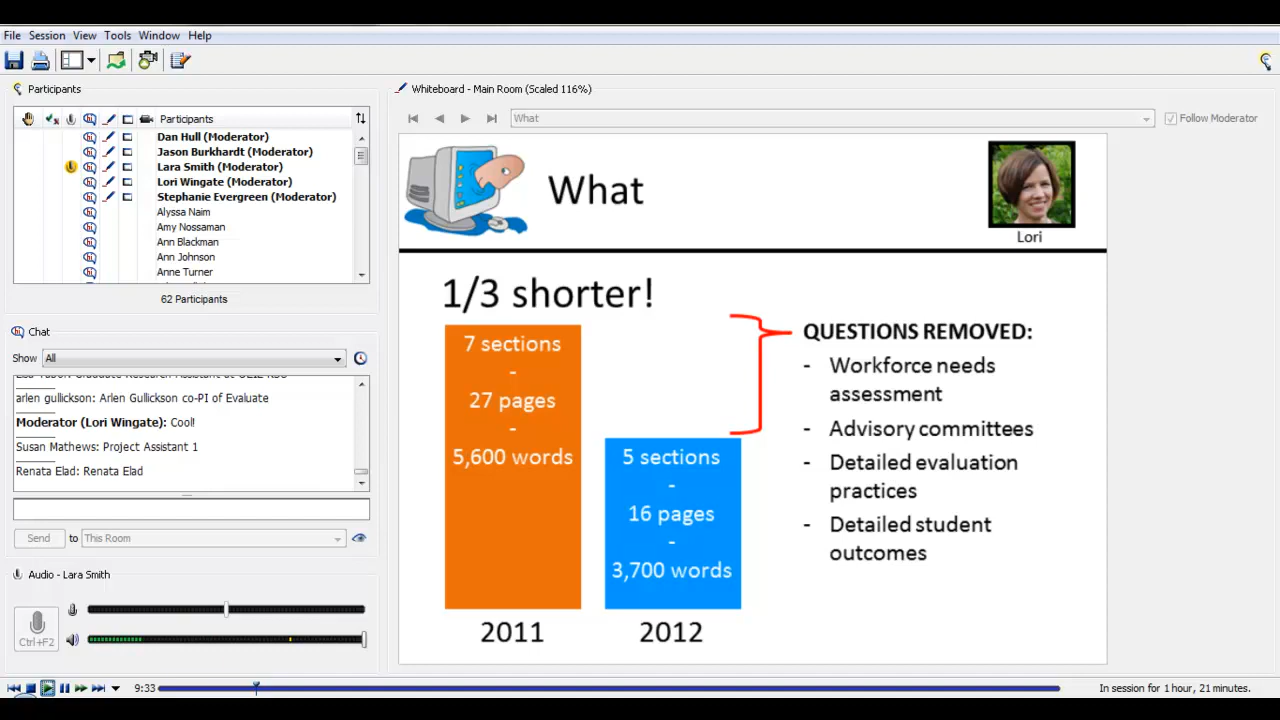 File Session View Tools Window Help
Participants
Participants
Dan Hull (Moderator)
Jason Burkhardt (Moderator)
Lara Smith (Moderator)
Lori Wingate (Moderator)
Stephanie Evergreen (Moderator)
Alyssa Naim
Amy Nossaman
Ann Blackman
Ann Johnson
Anne Turner
62 Participants
Chat
Show All
arlen gullickson: Arlen Gullickson co-PI of Evaluate
Moderator (Lori Wingate): Cool!
Susan Mathews: Project Assistant 1
Renata Elad: Renata Elad
Send to This Room
Audio - Lara Smith
Ctrl+F2
Whiteboard - Main Room (Scaled 116%)
What
Follow Moderator
What
Lori
1/3 shorter!
7 sections
-
27 pages
-
5,600 words
2011
5 sections
-
16 pages
-
3,700 words
2012
QUESTIONS REMOVED:
- Workforce needs
assessment
- Advisory committees
- Detailed evaluation
practices
- Detailed student
outcomes
9:33
In session for 1 hour, 21 minutes.